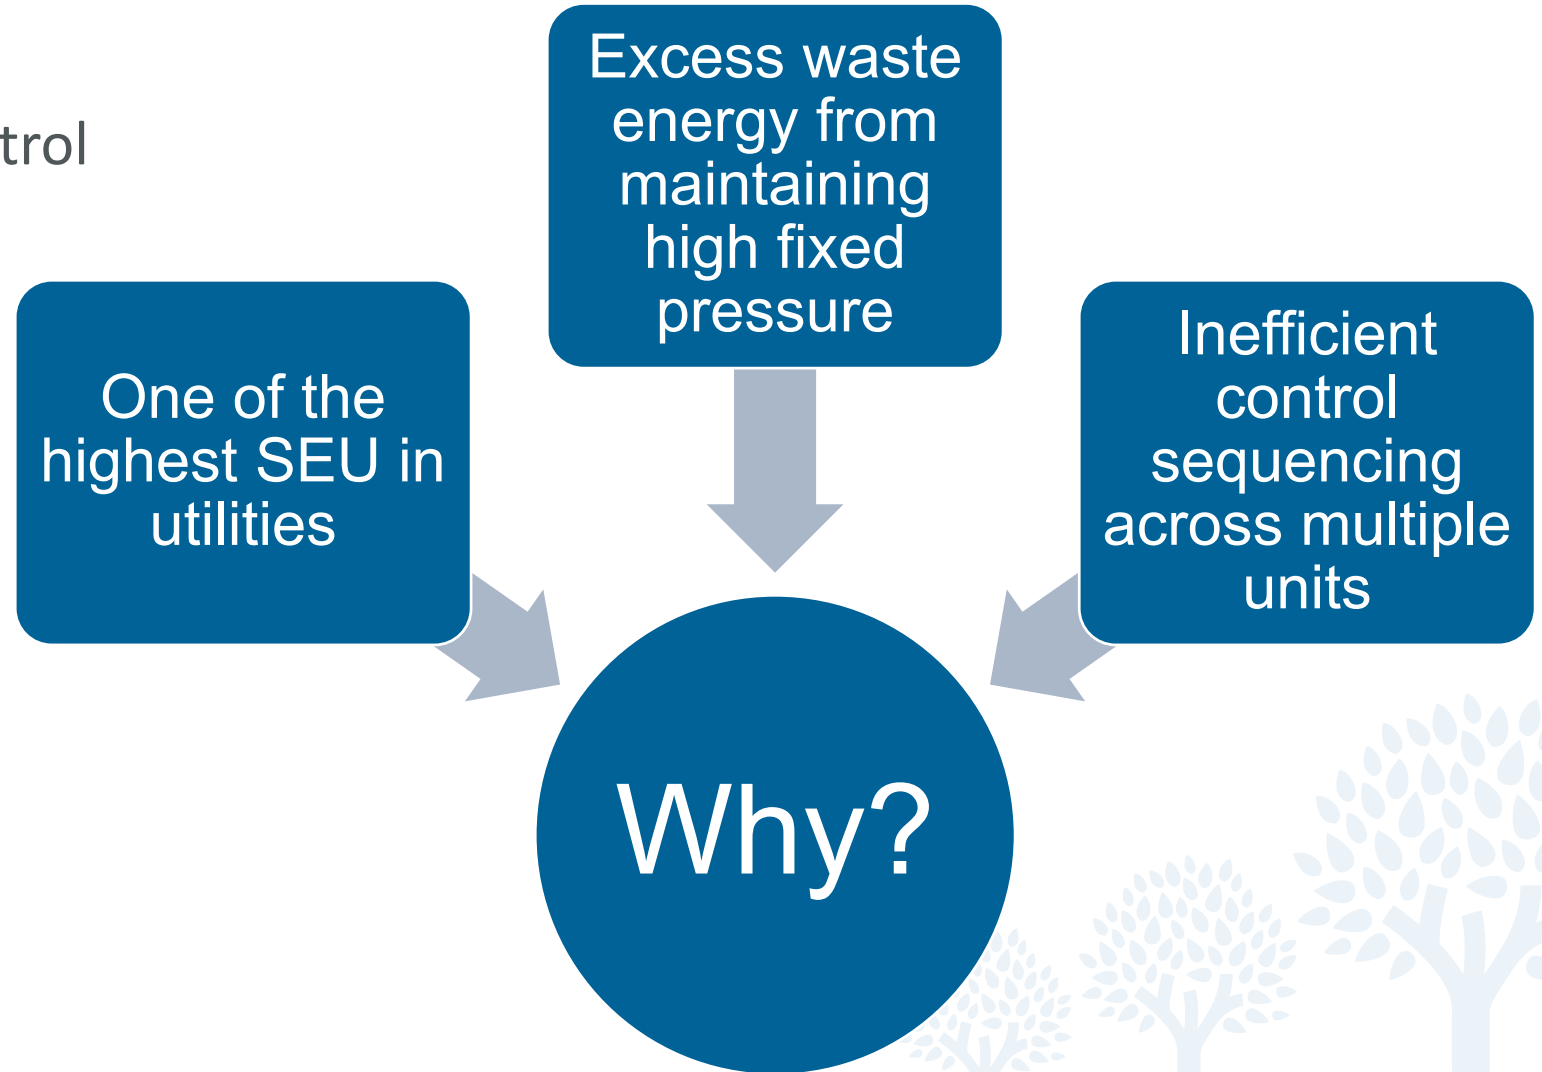 Excess waste
energy from
maintaining
high fixed
pressure
One of the
highest SEU in
utilities
Inefficient
control
sequencing
across multiple
units
Why?